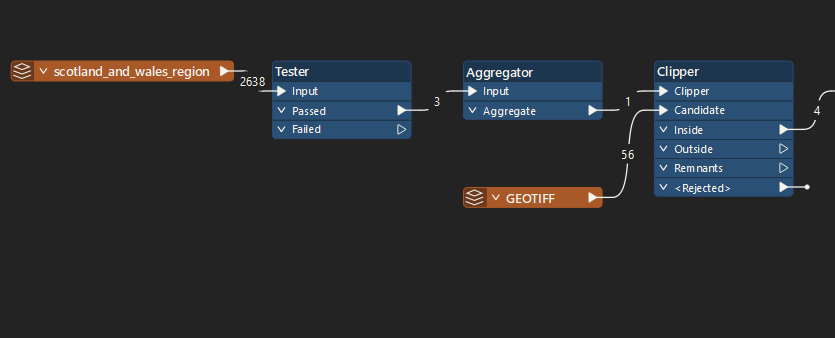 scotland_and_wales_region
2638
Tester
Input
Passed
Failed
3
Aggregator
Input
Aggregate
1
56
GEOTIFF
Clipper
Clipper
Candidate
Inside
Outside
Remnants
<Rejected>
4